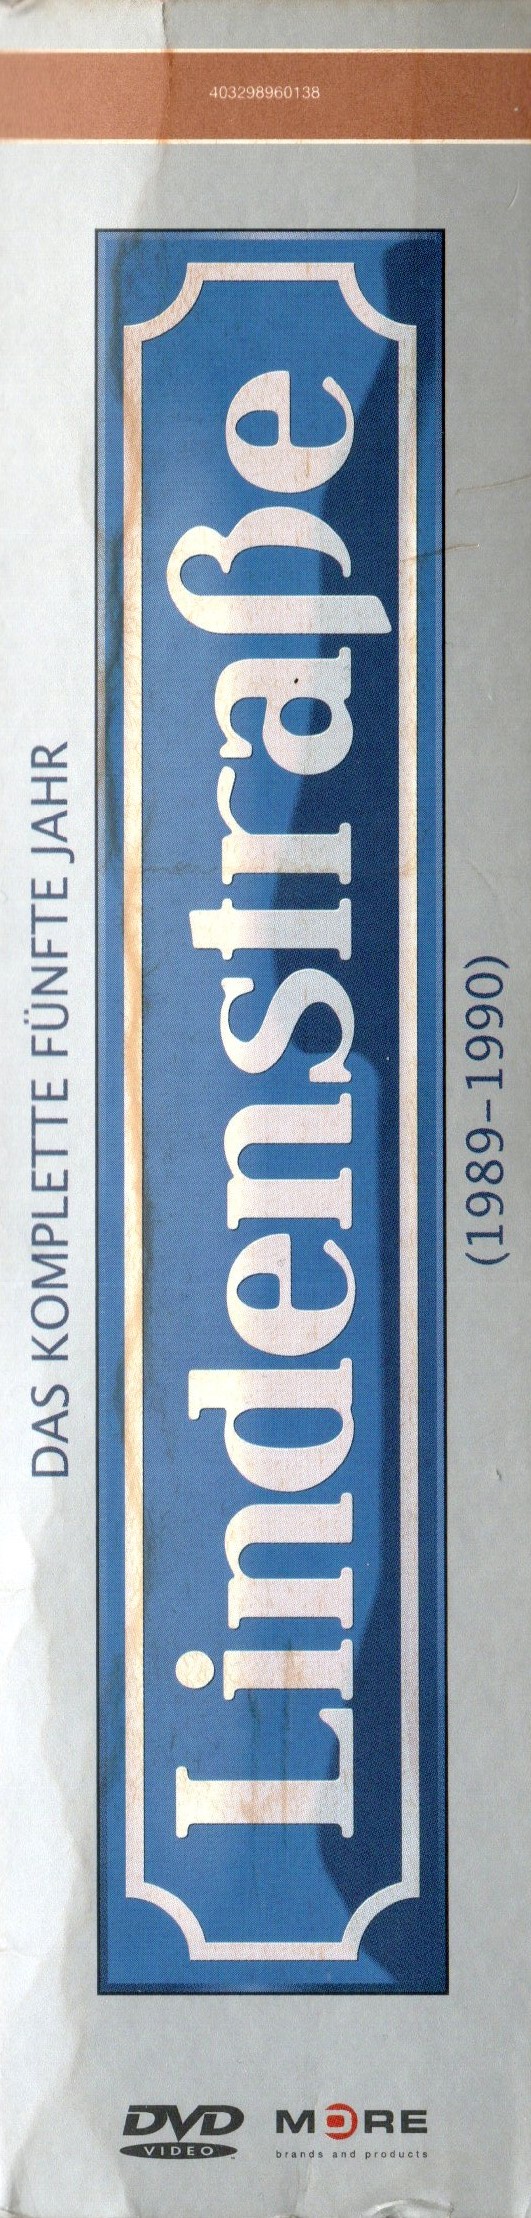 403298960138
DAS KOMPLETTE FÜNFTE JAHR
Lindenstraße
(1989–1990)
DVD
VIDEO
MORE
brands and products